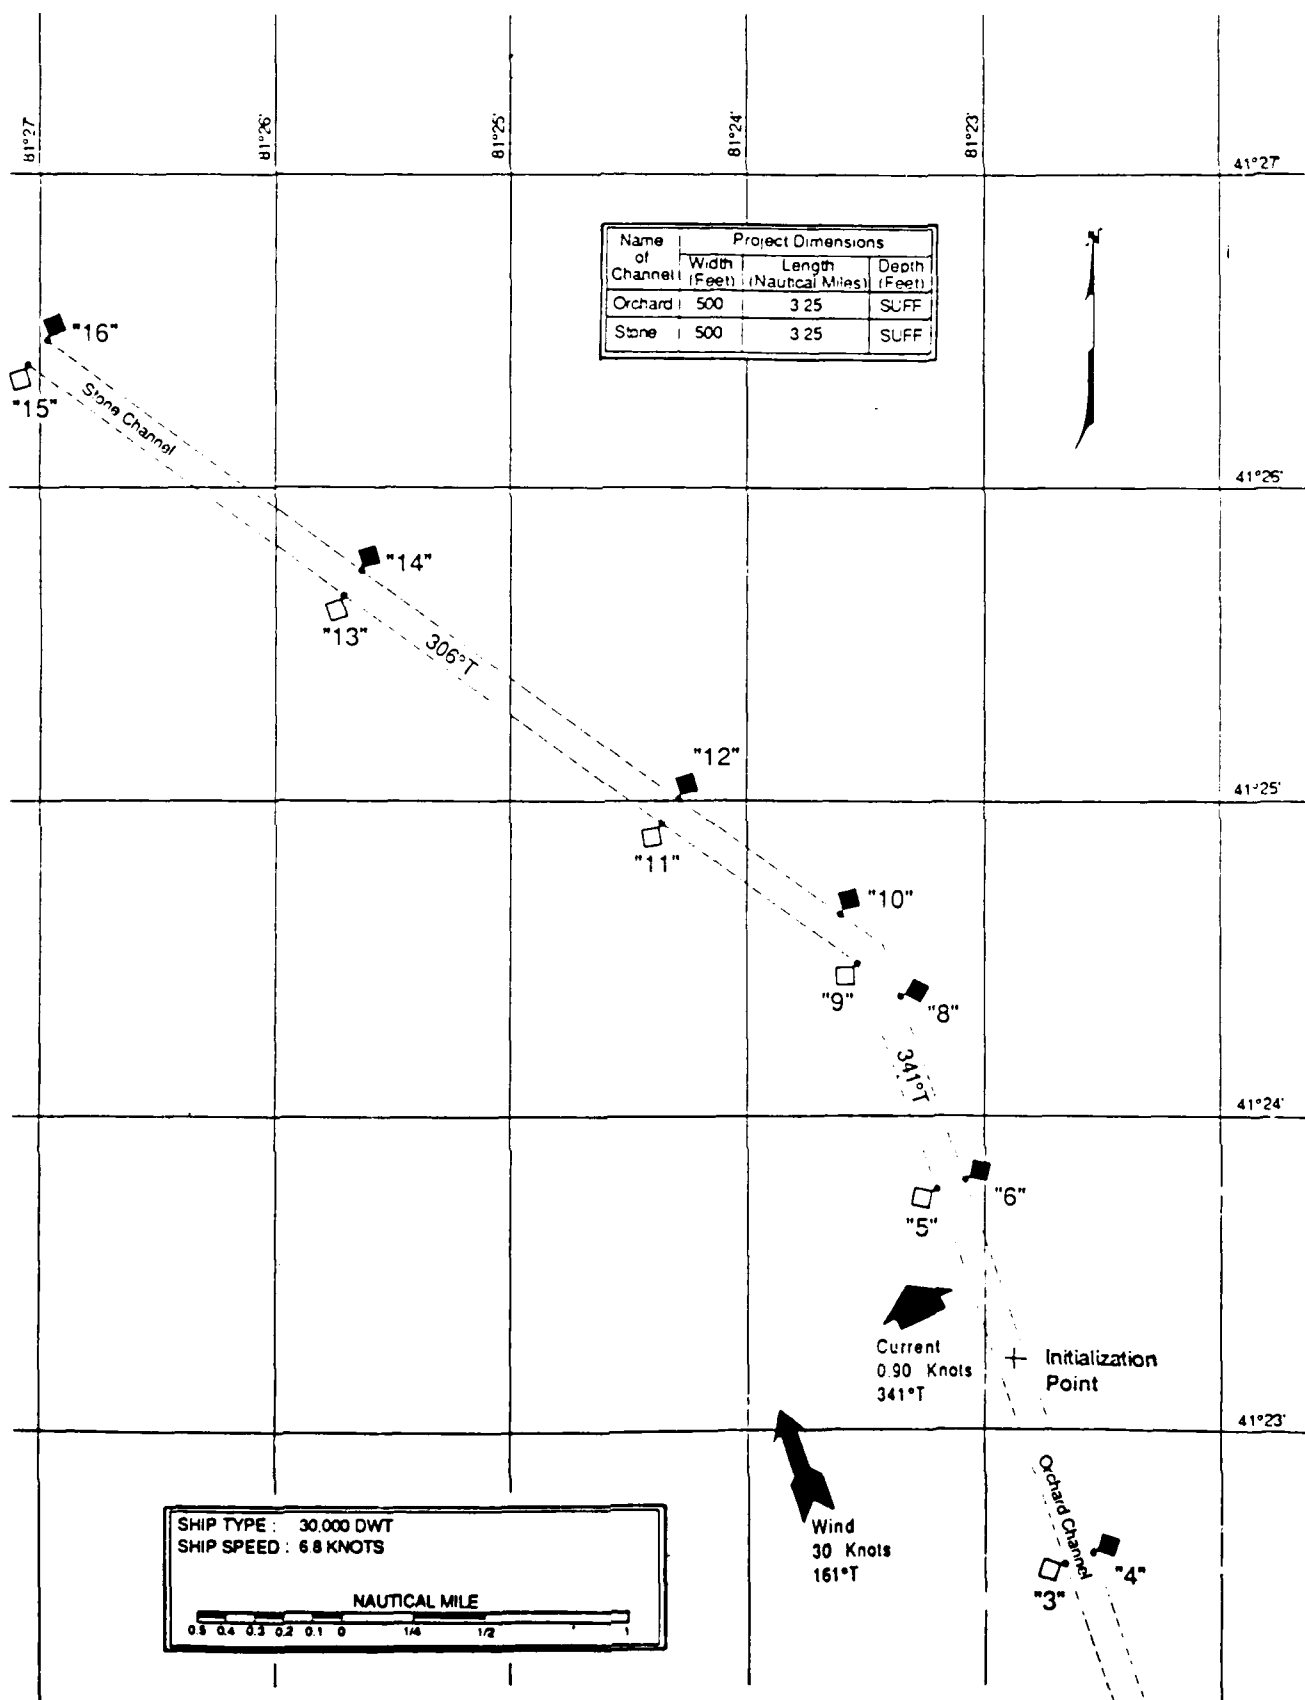 81°27'
81°26'
81°25'
81°24'
81°23'
41°27'
N
Name of Channel
Project Dimensions
Width (Feet)
Length (Nautical Miles)
Depth (Feet)
Orchard 500 3 25 SUFF
Stone 500 3 25 SUFF
"16"
"15"
Stone Channel
41°26'
"14"
"13"
306°T
"12"
41°25'
"11"
"10"
"9"
"8"
341°T
41°24'
"6"
"5"
Current
0.90 Knots
341°T
Initialization
Point
41°23'
Orchard Channel
Wind
30 Knots
161°T
"4"
"3"
SHIP TYPE : 30,000 DWT
SHIP SPEED : 6.8 KNOTS
NAUTICAL MILE
0.5 0.4 0.3 0.2 0.1 0 1/4 1/2 1